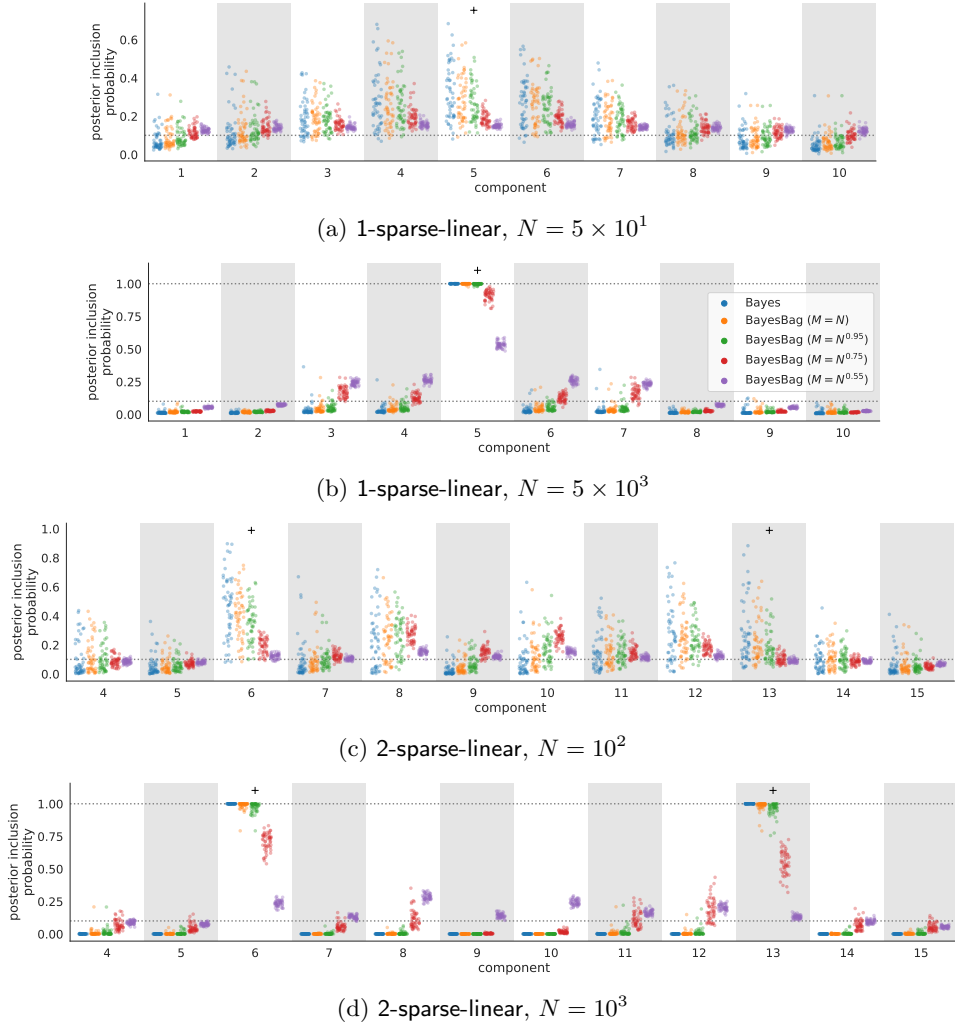 +
posterior inclusion
probability
0.6
0.4
0.2
0.0
1 2 3 4 5 6 7 8 9 10
component
(a) 1-sparse-linear, N = 5 × 10^1
+
posterior inclusion
probability
1.00
0.75
0.50
0.25
0.00
Bayes
BayesBag (M = N)
BayesBag (M = N^0.95)
BayesBag (M = N^0.75)
BayesBag (M = N^0.55)
1 2 3 4 5 6 7 8 9 10
component
(b) 1-sparse-linear, N = 5 × 10^3
+ +
posterior inclusion
probability
1.0
0.8
0.6
0.4
0.2
0.0
4 5 6 7 8 9 10 11 12 13 14 15
component
(c) 2-sparse-linear, N = 10^2
+ +
posterior inclusion
probability
1.00
0.75
0.50
0.25
0.00
4 5 6 7 8 9 10 11 12 13 14 15
component
(d) 2-sparse-linear, N = 10^3